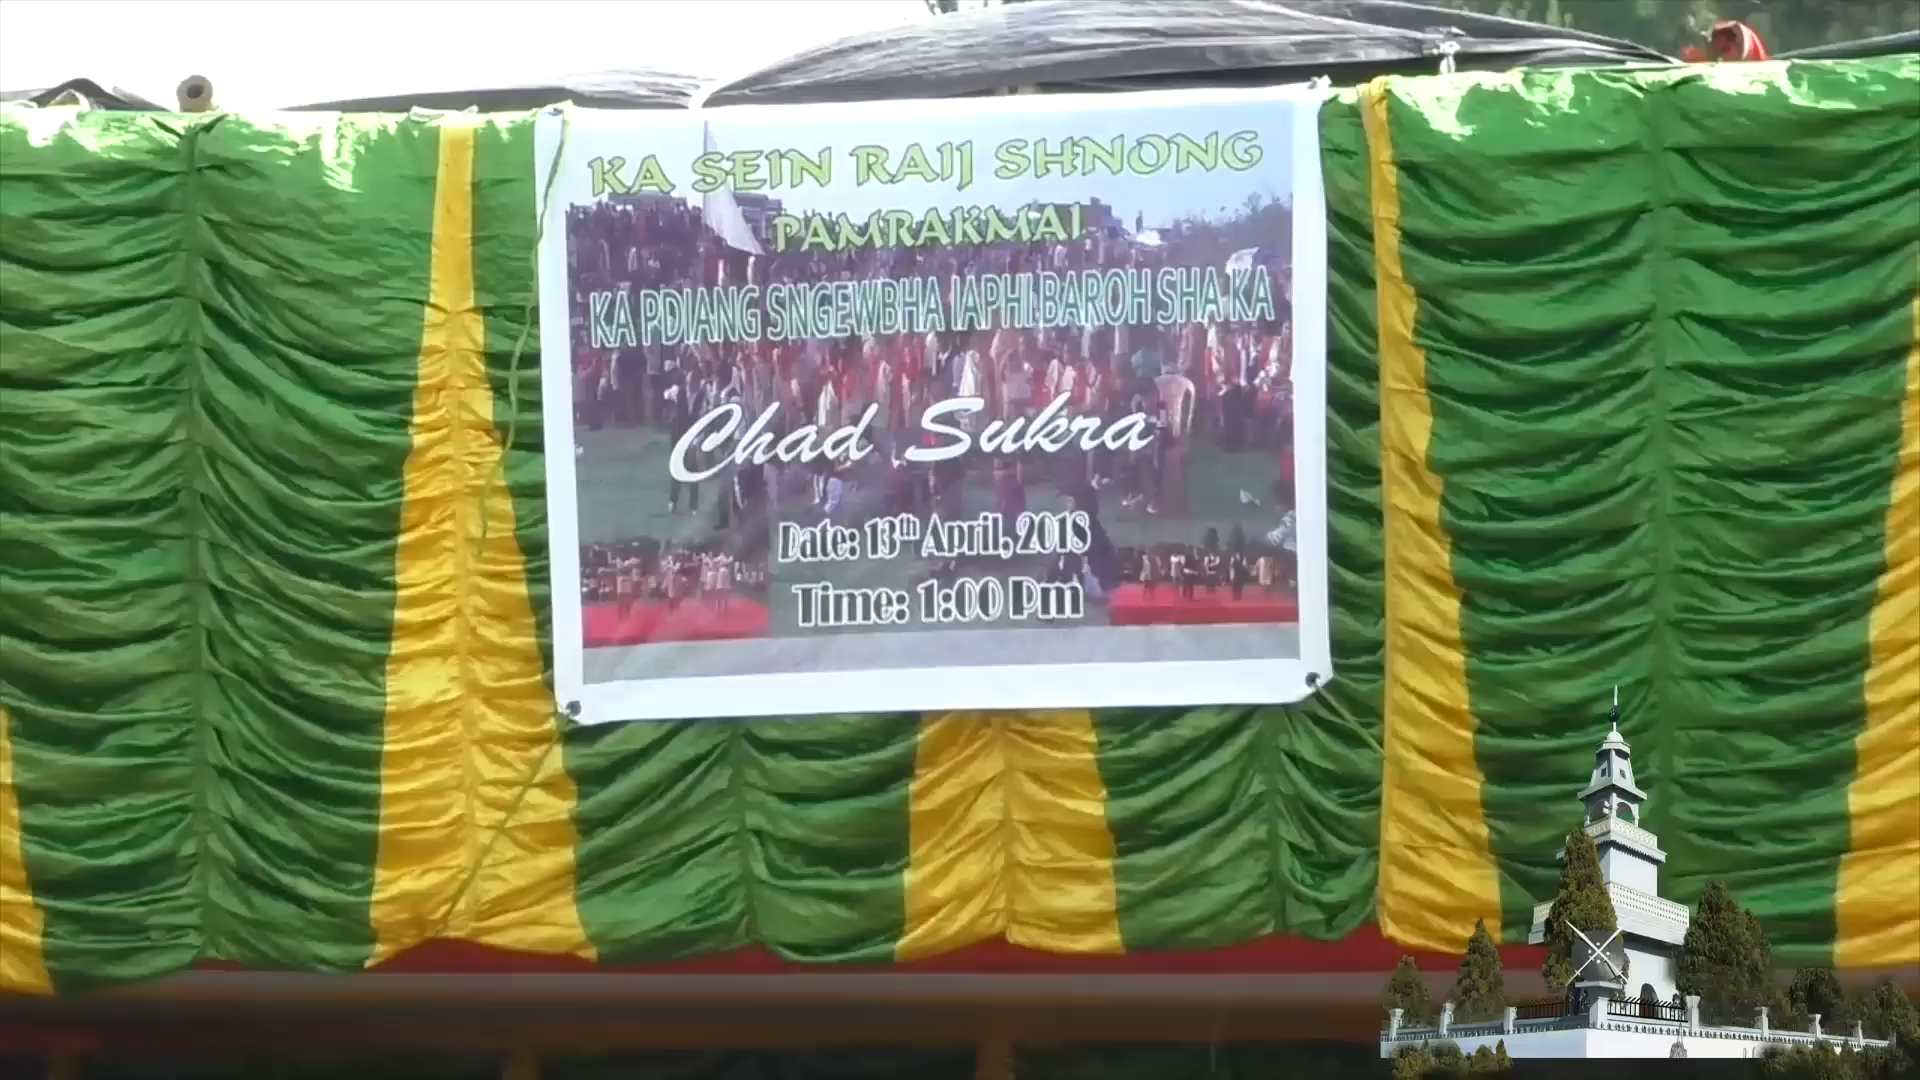 KA SEIN RAIJ SHNONG
PAMRAKMAI
KA PDIANG SNGEWBHA IAPHI BAROH SHA KA
Chad Sukra
Date: 13th April, 2018
Time: 1:00 Pm